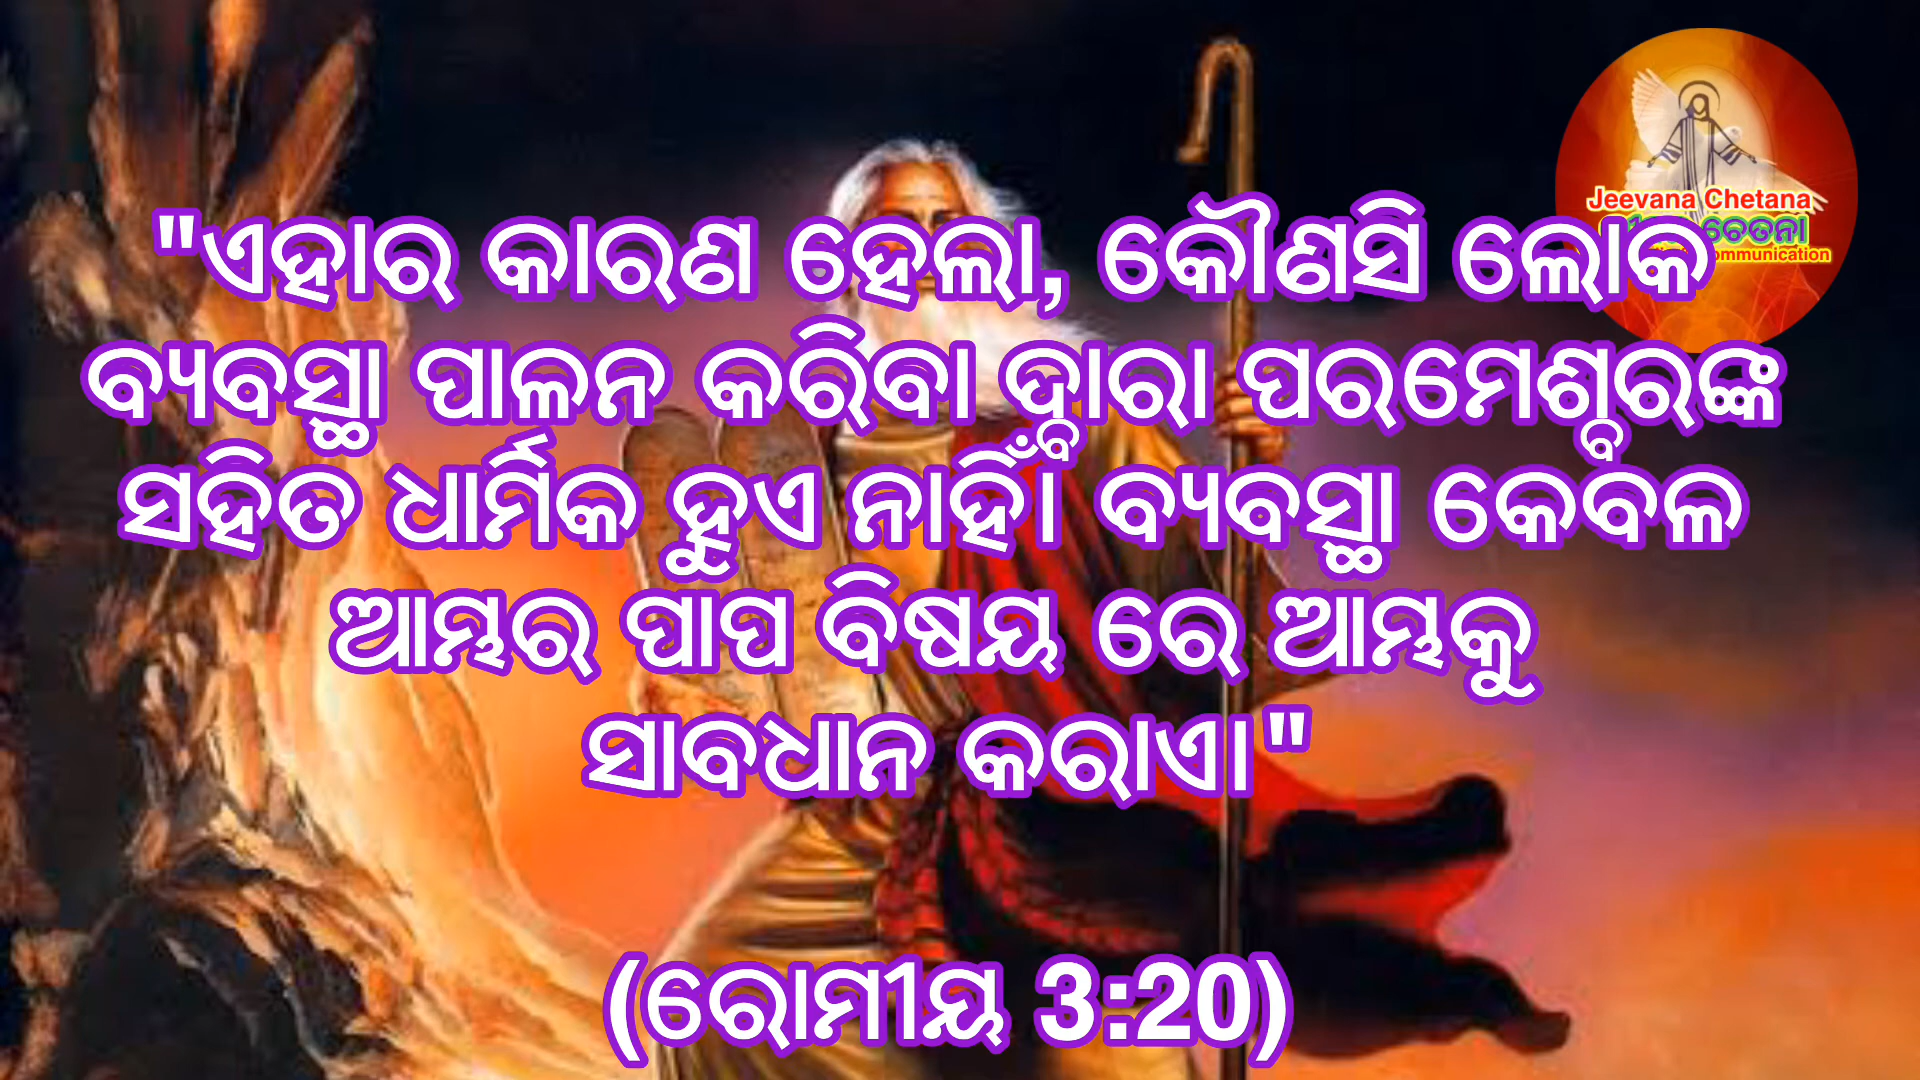 "ଏହାର କାରଣ ହେଲା, କୌଣସି ଲୋକ
ବ୍ୟବସ୍ଥା ପାଳନ କରିବା ଦ୍ବାରା ପରମେଶ୍ବରଙ୍କ
ସହିତ ଧାର୍ମିକ ହୁଏ ନାହିଁ। ବ୍ୟବସ୍ଥା କେବଳ
ଆମ୍ଭର ପାପ ବିଷୟ ରେ ଆମ୍ଭକୁ
ସାବଧାନ କରାଏ।"
(ରୋମୀୟ 3:20)
Jeevana Chetana
ଚେତନା